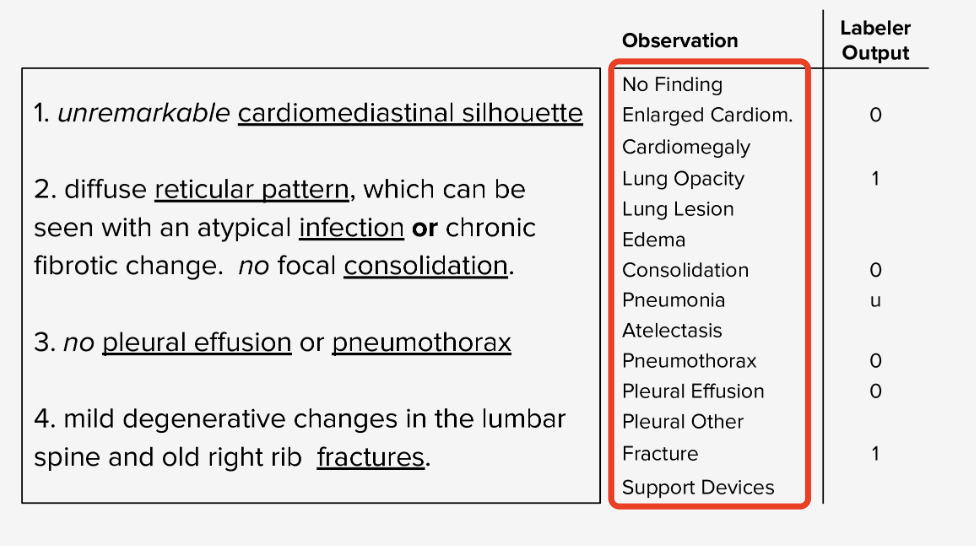 Observation
Labeler
Output
1. unremarkable cardiomediastinal silhouette
2. diffuse reticular pattern, which can be
seen with an atypical infection or chronic
fibrotic change. no focal consolidation.
3. no pleural effusion or pneumothorax
4. mild degenerative changes in the lumbar
spine and old right rib fractures.
No Finding
Enlarged Cardiom. 0
Cardiomegaly
Lung Opacity 1
Lung Lesion
Edema
Consolidation 0
Pneumonia u
Atelectasis
Pneumothorax 0
Pleural Effusion 0
Pleural Other
Fracture 1
Support Devices